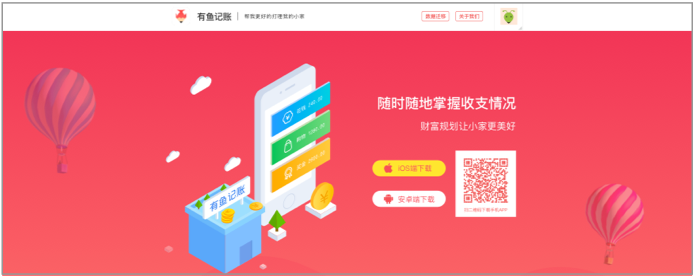 有鱼记账
帮我更好的打理我的小家
数据迁移
关于我们
随时随地掌握收支情况
财富规划让小家更美好
iOS端下载
安卓端下载
扫二维码下载手机APP
有鱼记账